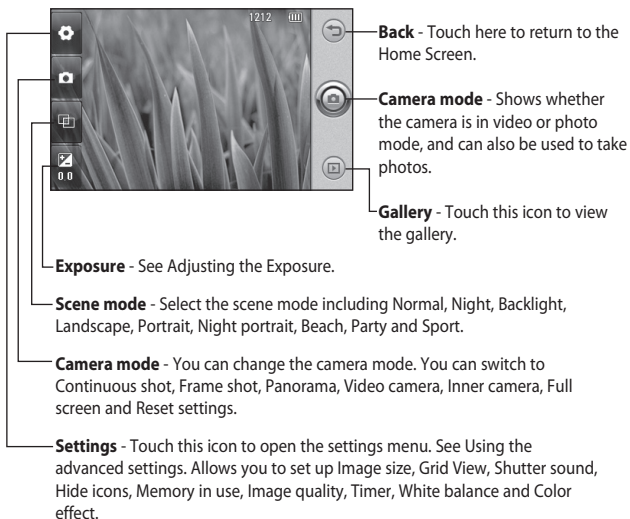 1212
0.0
Back - Touch here to return to the
Home Screen.
Camera mode - Shows whether
the camera is in video or photo
mode, and can also be used to take
photos.
Gallery - Touch this icon to view
the gallery.
Exposure - See Adjusting the Exposure.
Scene mode - Select the scene mode including Normal, Night, Backlight,
Landscape, Portrait, Night portrait, Beach, Party and Sport.
Camera mode - You can change the camera mode. You can switch to
Continuous shot, Frame shot, Panorama, Video camera, Inner camera, Full
screen and Reset settings.
Settings - Touch this icon to open the settings menu. See Using the
advanced settings. Allows you to set up Image size, Grid View, Shutter sound,
Hide icons, Memory in use, Image quality, Timer, White balance and Color
effect.